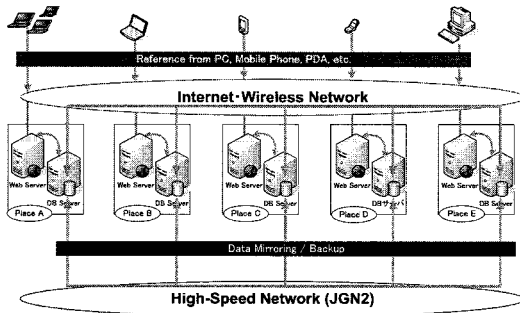 Reference from PC, Mobile Phone, PDA, etc.
Internet・Wireless Network
Web Server
DB Server
Place A
Web Server
DB Server
Place B
Web Server
DB Server
Place C
Web Server
DBサーバ
Place D
Web Server
DB Server
Place E
Data Mirroring / Backup
High-Speed Network (JGN2)